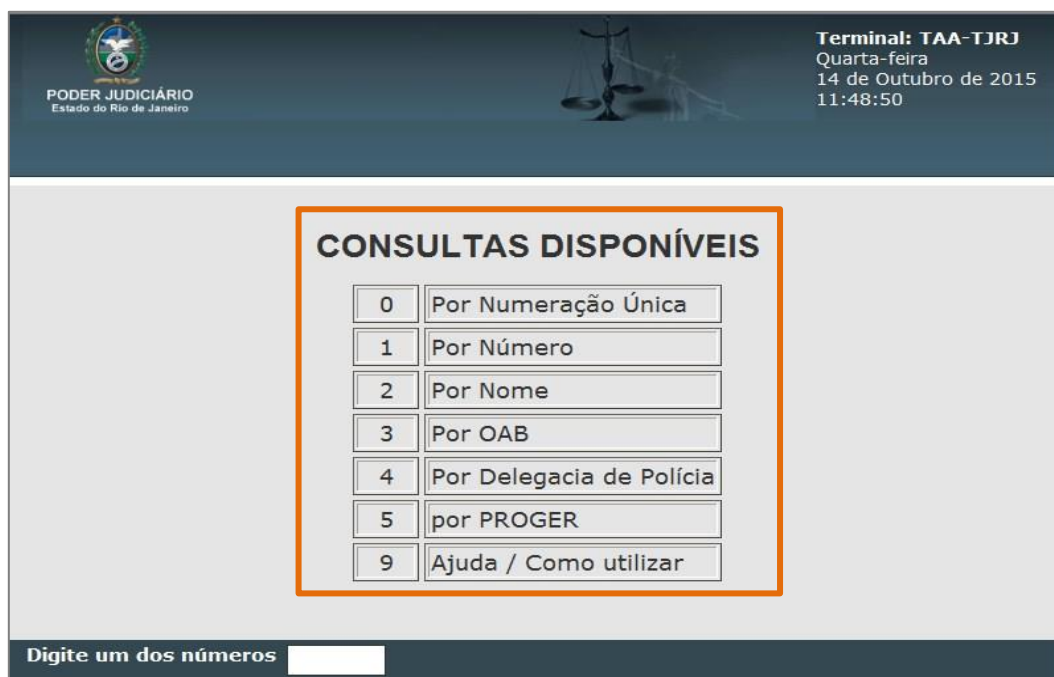 PODER JUDICIÁRIO
Estado do Rio de Janeiro
Terminal: TAA-TJRJ
Quarta-feira
14 de Outubro de 2015
11:48:50
CONSULTAS DISPONÍVEIS
0 Por Numeração Única
1 Por Número
2 Por Nome
3 Por OAB
4 Por Delegacia de Polícia
5 por PROGER
9 Ajuda / Como utilizar
Digite um dos números